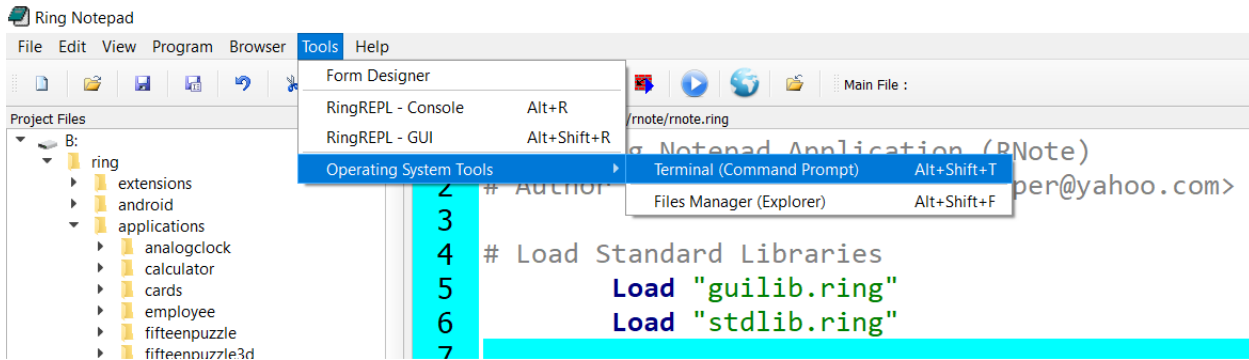 Ring Notepad
File Edit View Program Browser Tools Help
Form Designer
Main File :
RingREPL - Console Alt+R
Project Files
/rnote/rnote.ring
B:
RingREPL - GUI Alt+Shift+R
Notepad Application (RNote)
ring
Operating System Tools
Terminal (Command Prompt) Alt+Shift+T
extensions
2 # Author per@yahoo.com>
android
Files Manager (Explorer) Alt+Shift+F
3
applications
analogclock
4 # Load Standard Libraries
calculator
cards
5 Load "guilib.ring"
employee
6 Load "stdlib.ring"
fifteenpuzzle
fifteenpuzzle3d
7